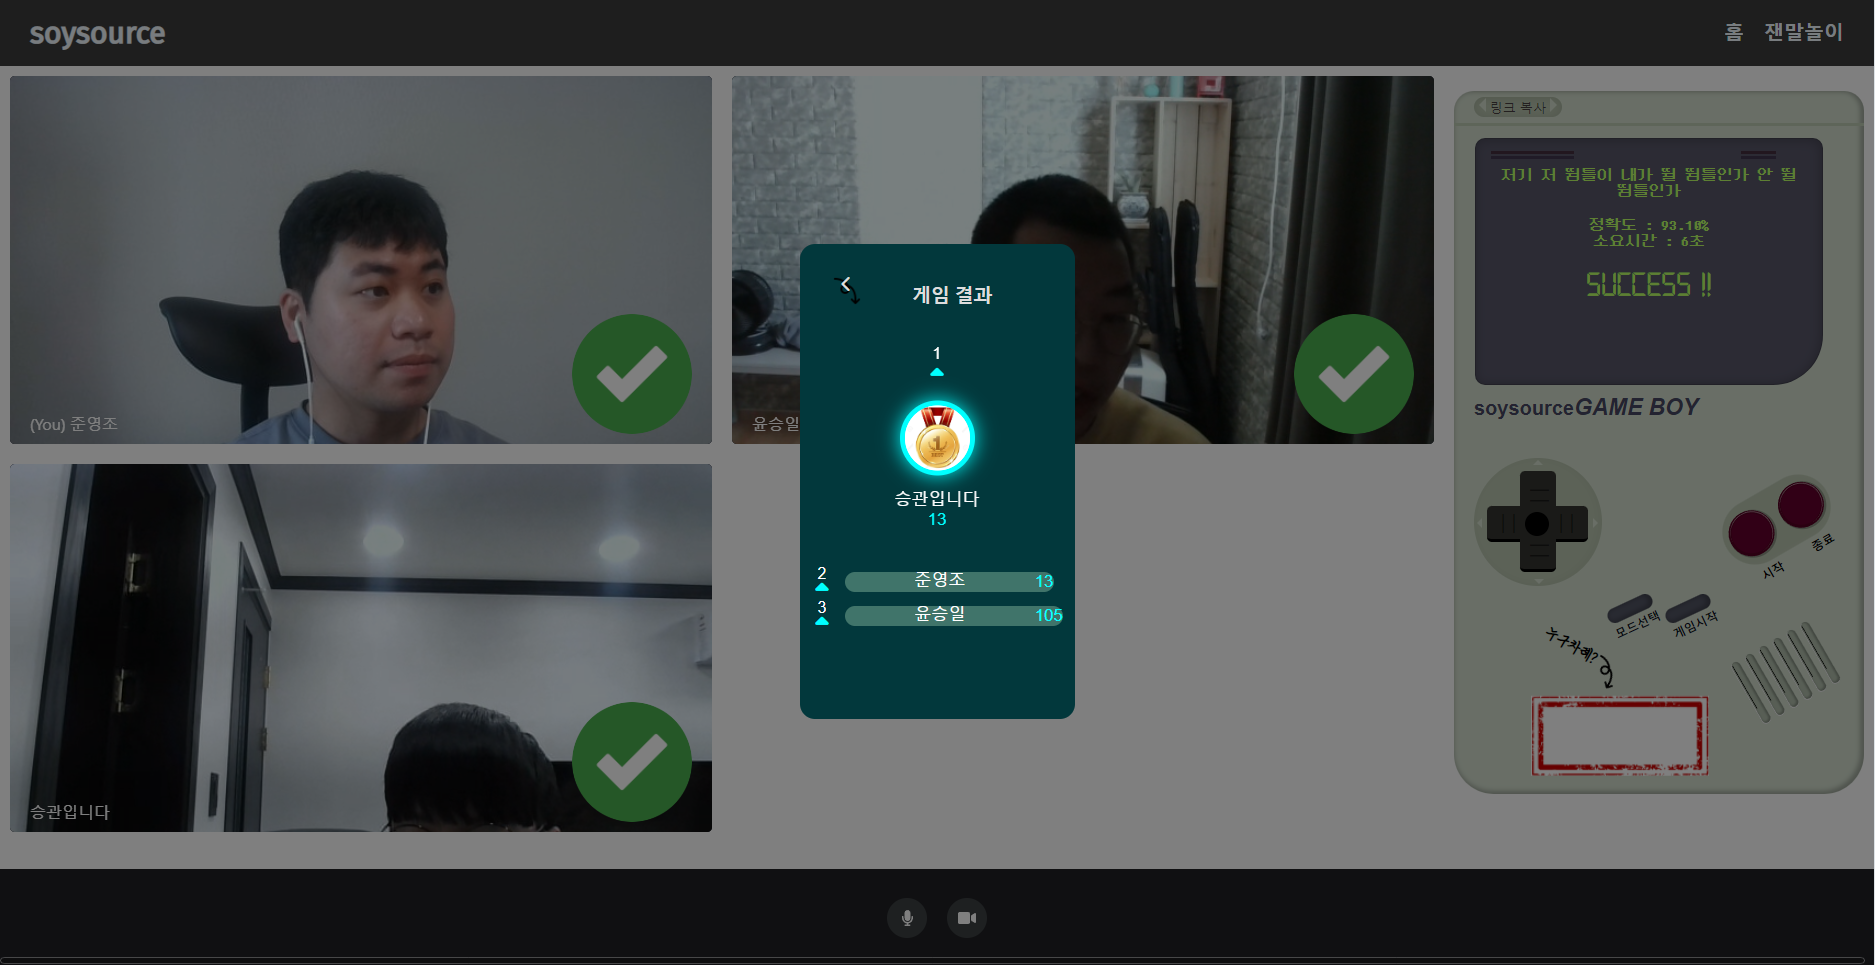 soysource
홈 잰말놀이
링크 복사
저기 저 뜀틀이 내가 뛸 뜀틀인가 안 뛸
뜀틀인가
정확도 : 93.10%
소요시간 : 6초
SUCCESS !!
soysourceGAME BOY
종료
시작
모드선택
게임시작
누구차례?
(You) 준영조
윤승일
승관입니다
게임 결과
1
승관입니다
13
2 준영조 13
3 윤승일 105